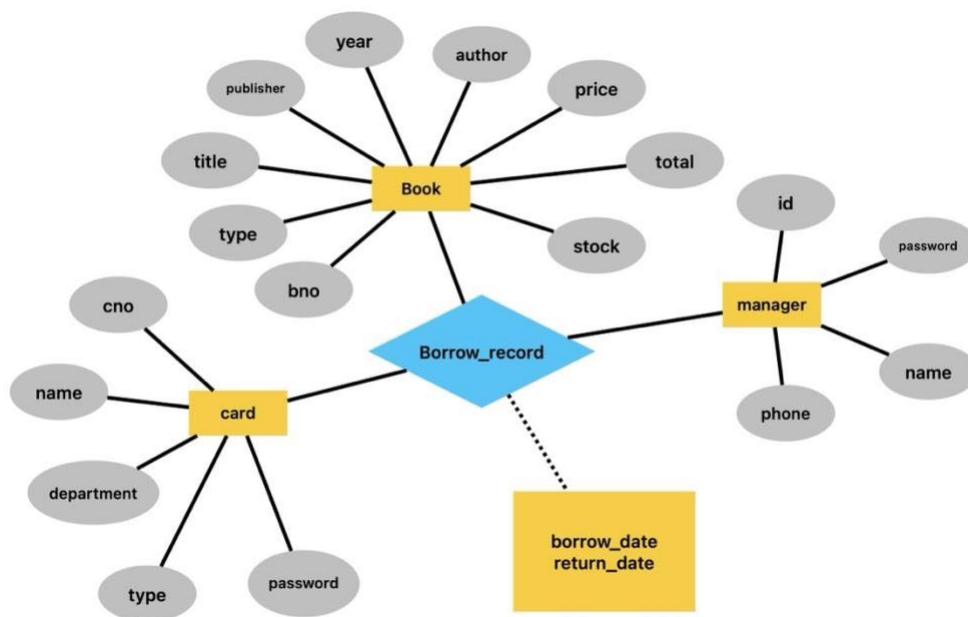 year
author
publisher
price
title
total
Book
type
stock
bno
id
password
manager
name
phone
Borrow_record
cno
name
card
department
type
password
borrow_date
return_date